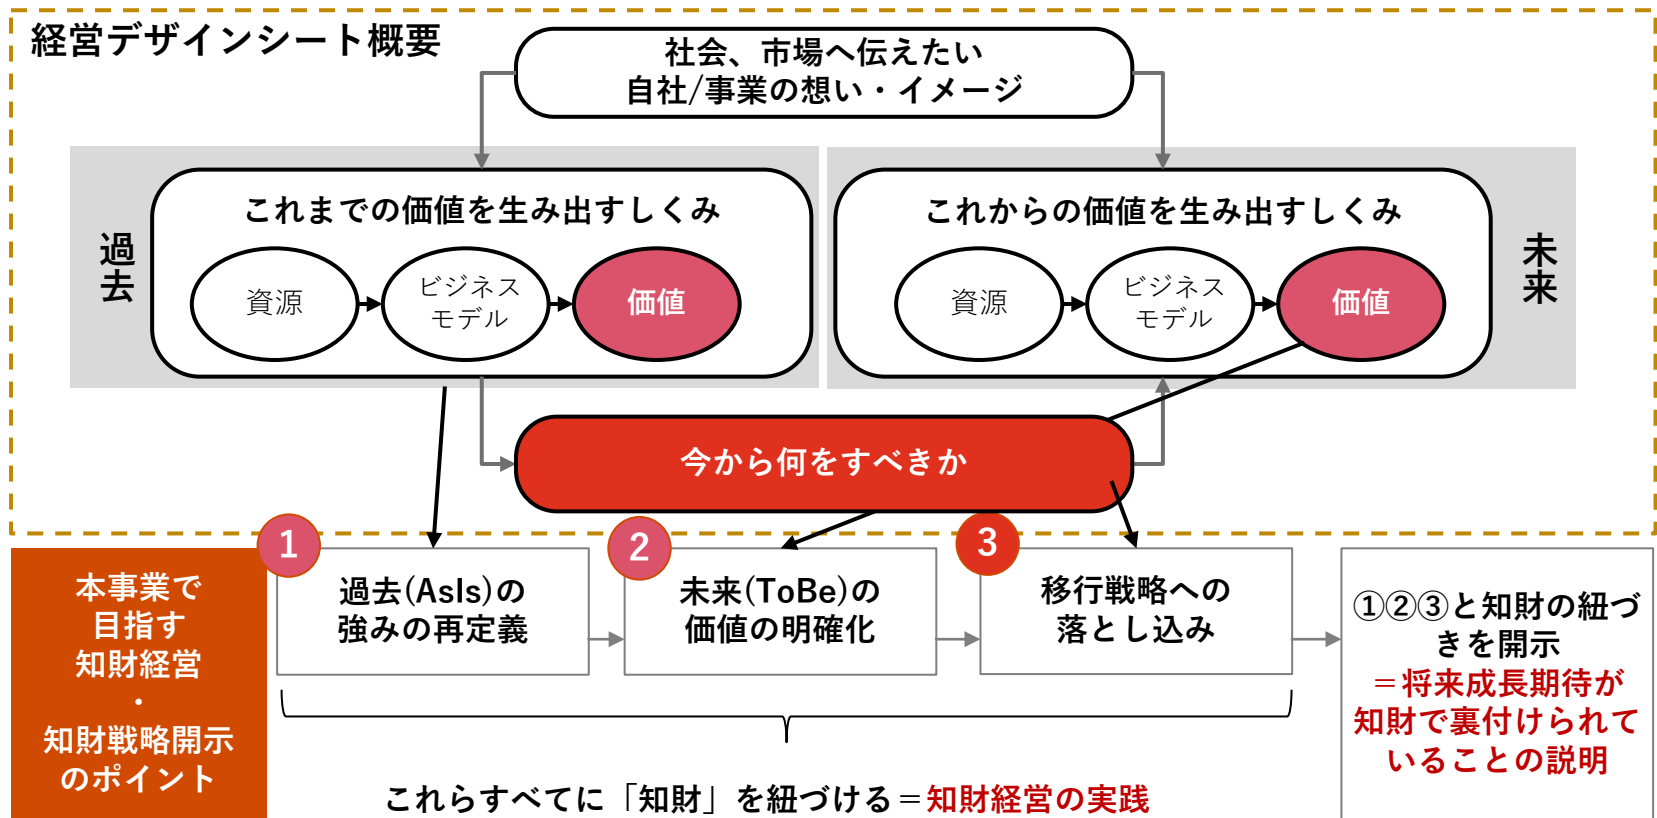 経営デザインシート概要
社会、市場へ伝えたい
自社/事業の想い・イメージ
過去
これまでの価値を生み出すしくみ
資源
ビジネス
モデル
価値
これからの価値を生み出すしくみ
資源
ビジネス
モデル
価値
未来
今から何をすべきか
本事業で
目指す
知財経営
・
知財戦略開示
のポイント
1
過去(AsIs)の
強みの再定義
2
未来(ToBe)の
価値の明確化
3
移行戦略への
落とし込み
①②③と知財の紐づ
きを開示
＝将来成長期待が
知財で裏付けられて
いることの説明
これらすべてに「知財」を紐づける＝知財経営の実践